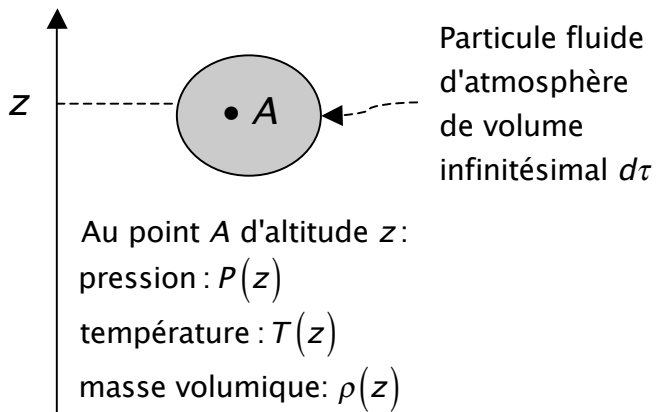 z
A
Particule fluide
d'atmosphère
de volume
infinitésimal dτ
Au point A d'altitude z :
pression : P(z)
température : T(z)
masse volumique: ρ(z)